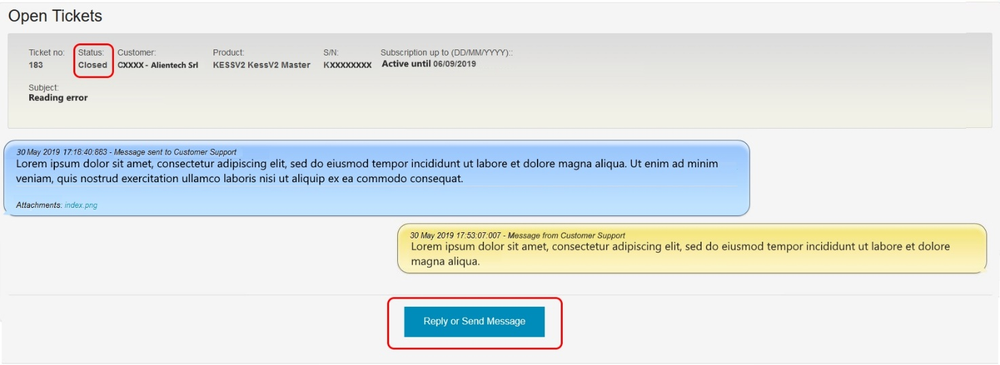 Open Tickets
Ticket no: Status: Customer: Product: S/N: Subscription up to (DD/MM/YYYY)::
183 Closed CXXXX - Alientech Srl KESSV2 KessV2 Master KXXXXXXXX Active until 06/09/2019
Subject:
Reading error
30 May 2019 17:18:40:883 - Message sent to Customer Support
Lorem ipsum dolor sit amet, consectetur adipiscing elit, sed do eiusmod tempor incididunt ut labore et dolore magna aliqua. Ut enim ad minim
veniam, quis nostrud exercitation ullamco laboris nisi ut aliquip ex ea commodo consequat.
Attachments: index.png
30 May 2019 17:53:07:007 - Message from Customer Support
Lorem ipsum dolor sit amet, consectetur adipiscing elit, sed do eiusmod tempor incididunt ut labore et dolore
magna aliqua.
Reply or Send Message